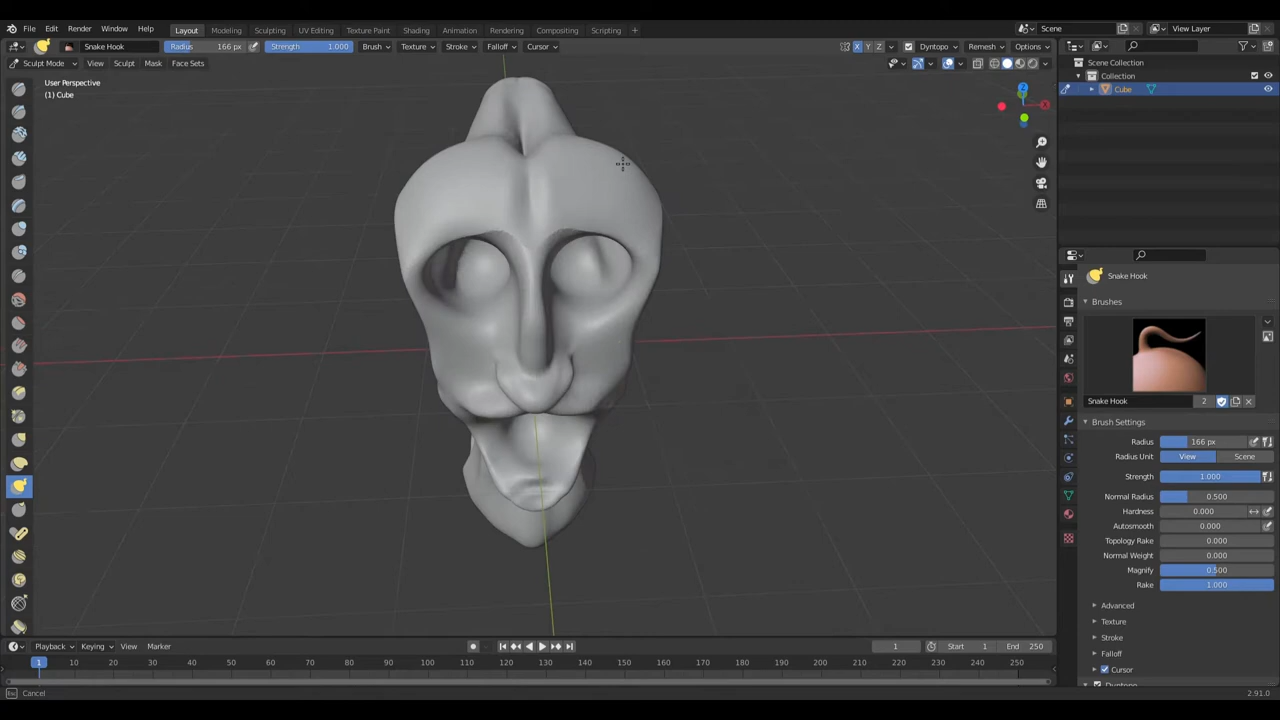 File Edit Render Window Help Layout Modeling Sculpting UV Editing Texture Paint Shading Animation Rendering Compositing Scripting + Scene View Layer
Snake Hook Radius 166 px Strength 1.000 Brush Texture Stroke Falloff Cursor X Y Z Dyntopo Remesh Options
Sculpt Mode View Sculpt Mask Face Sets
Scene Collection
Collection
Cube
User Perspective
(1) Cube
Z
X
Snake Hook
Brushes
Snake Hook 2
Brush Settings
Radius 166 px
Radius Unit View Scene
Strength 1.000
Normal Radius 0.500
Hardness 0.000
Autosmooth 0.000
Topology Rake 0.000
Normal Weight 0.000
Magnify 0.500
Rake 1.000
Advanced
Texture
Stroke
Falloff
Cursor
Dyntopo
Playback Keying View Marker 1 Start 1 End 250
1 10 20 30 40 50 60 70 80 90 100 110 120 130 140 150 160 170 180 190 200 210 220 230 240 250
Esc Cancel 2.91.0